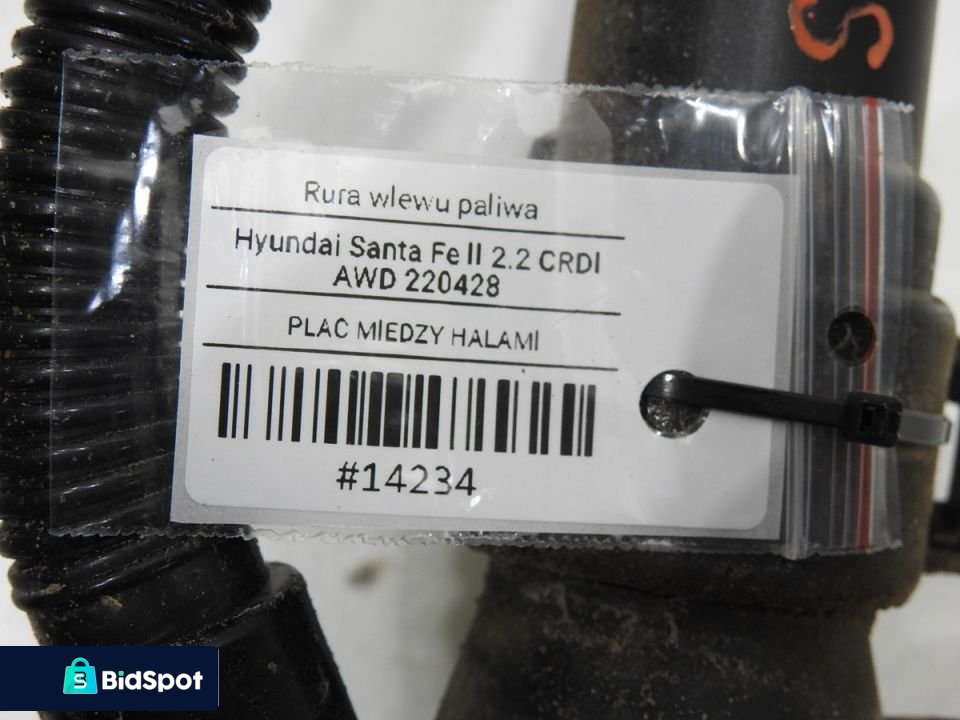 S
Rura wlewu paliwa
Hyundai Santa Fe II 2.2 CRDI
AWD 220428
PLAC MIEDZY HALAMI
#14234
BidSpot